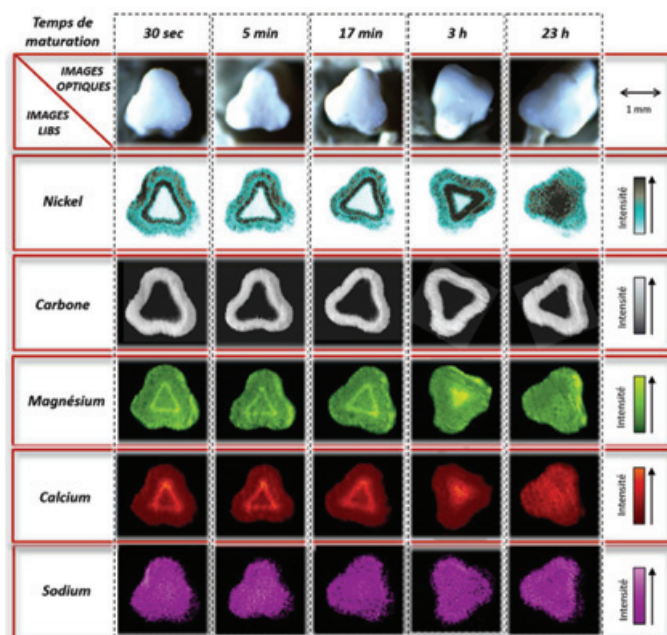 Temps de
maturation
30 sec
5 min
17 min
3 h
23 h
IMAGES
OPTIQUES
IMAGES
LIBS
1 mm
Nickel
Intensité
Carbone
Intensité
Magnésium
Intensité
Calcium
Intensité
Sodium
Intensité